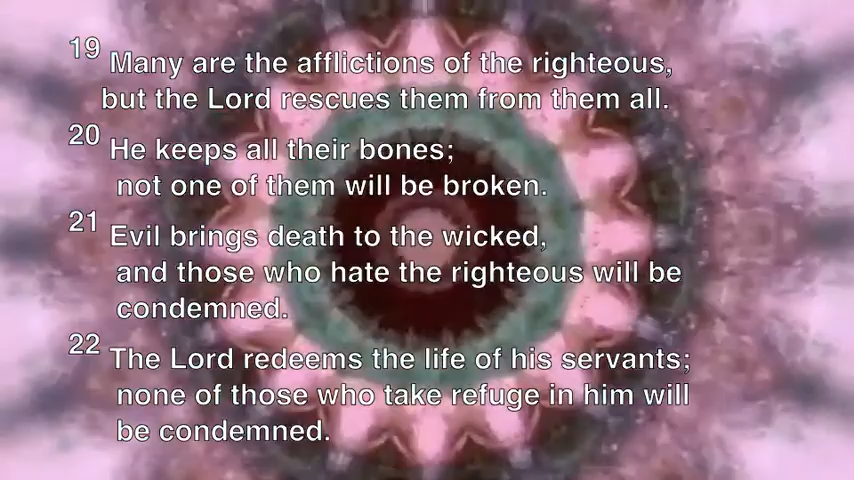 19 Many are the afflictions of the righteous,
but the Lord rescues them from them all.
20 He keeps all their bones;
not one of them will be broken.
21 Evil brings death to the wicked,
and those who hate the righteous will be
condemned.
22 The Lord redeems the life of his servants;
none of those who take refuge in him will
be condemned.